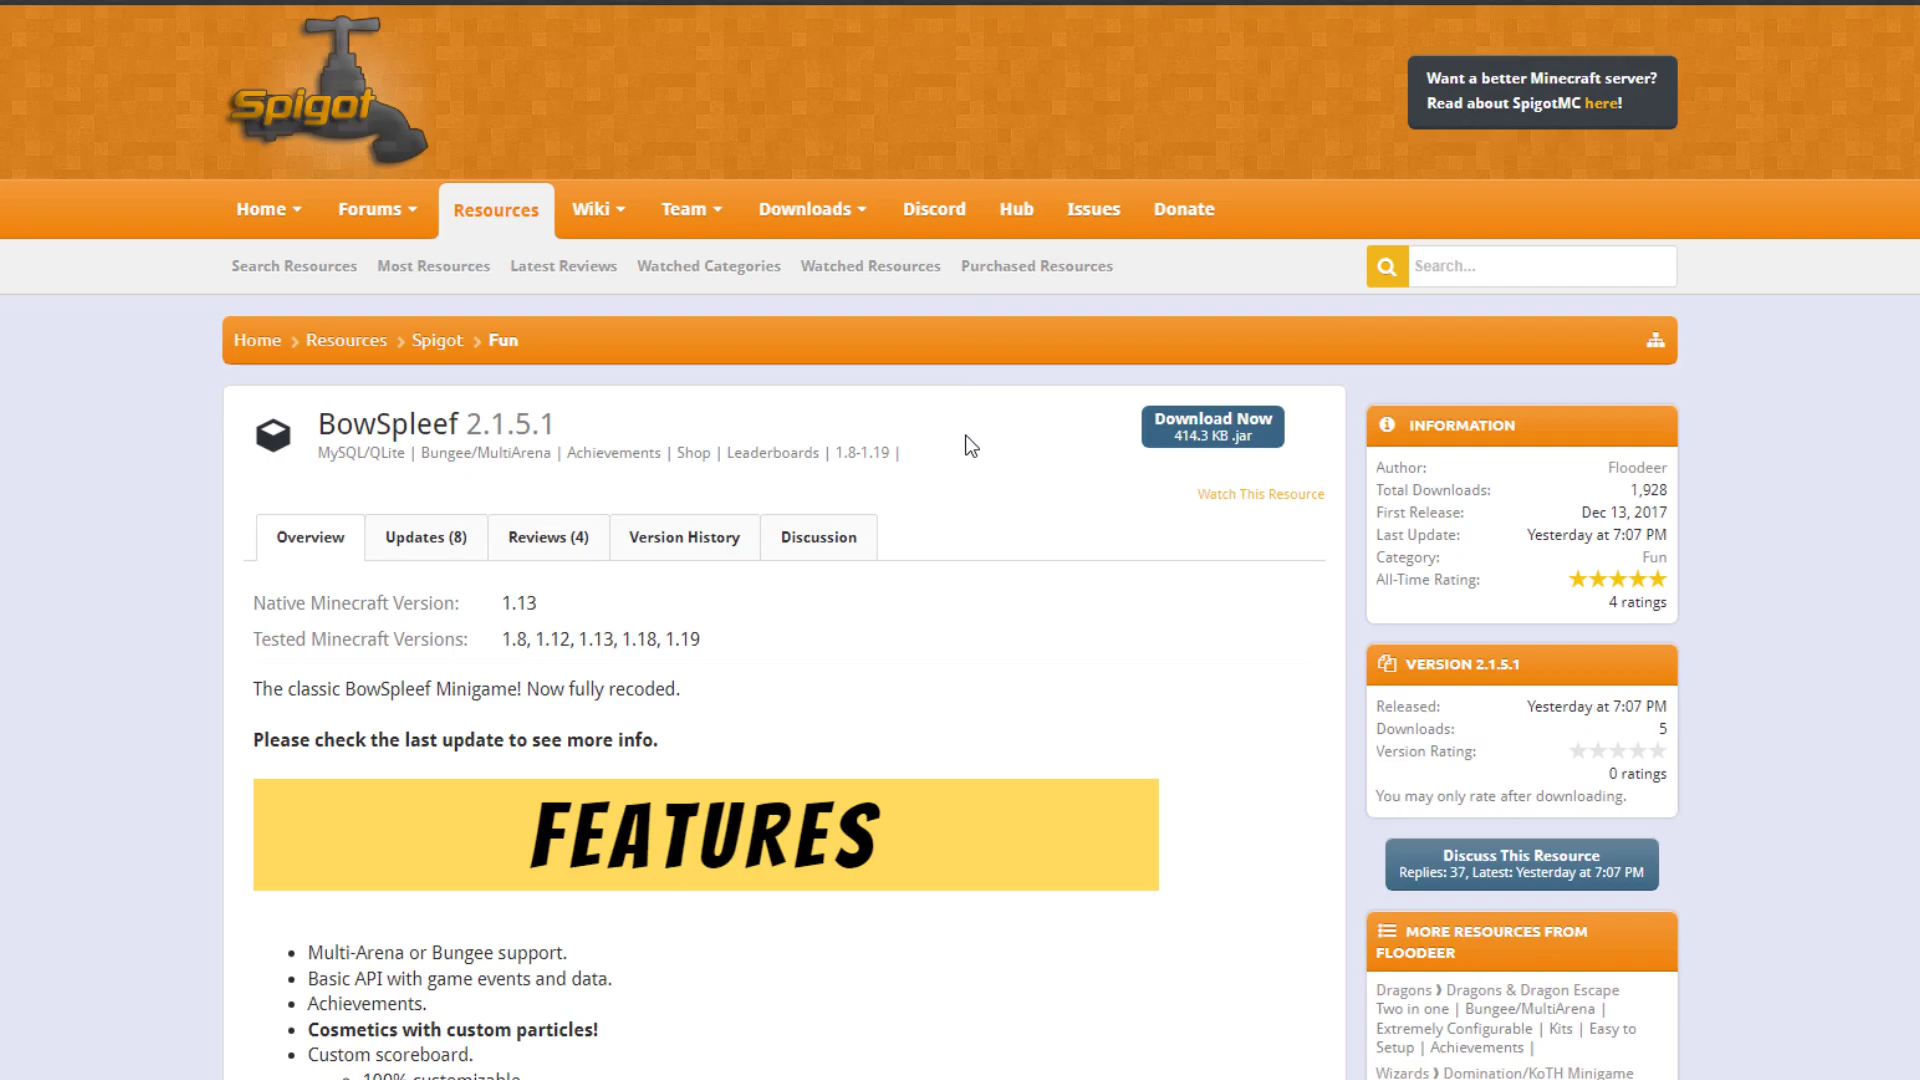 Spigot
Want a better Minecraft server?
Read about SpigotMC here!
Home
Forums
Resources
Wiki
Team
Downloads
Discord
Hub
Issues
Donate
Search Resources
Most Resources
Latest Reviews
Watched Categories
Watched Resources
Purchased Resources
Search...
Home
Resources
Spigot
Fun
BowSpleef 2.1.5.1
MySQL/QLite | Bungee/MultiArena | Achievements | Shop | Leaderboards | 1.8-1.19 |
Download Now
414.3 KB .jar
Watch This Resource
Overview
Updates (8)
Reviews (4)
Version History
Discussion
Native Minecraft Version: 1.13
Tested Minecraft Versions: 1.8, 1.12, 1.13, 1.18, 1.19
The classic BowSpleef Minigame! Now fully recoded.
Please check the last update to see more info.
FEATURES
• Multi-Arena or Bungee support.
• Basic API with game events and data.
• Achievements.
• Cosmetics with custom particles!
• Custom scoreboard.
100% customizable
INFORMATION
Author: Floodeer
Total Downloads: 1,928
First Release: Dec 13, 2017
Last Update: Yesterday at 7:07 PM
Category: Fun
All-Time Rating:
4 ratings
VERSION 2.1.5.1
Released: Yesterday at 7:07 PM
Downloads: 5
Version Rating:
0 ratings
You may only rate after downloading.
Discuss This Resource
Replies: 37, Latest: Yesterday at 7:07 PM
MORE RESOURCES FROM
FLOODEER
Dragons ⟫ Dragons & Dragon Escape
Two in one | Bungee/MultiArena |
Extremely Configurable | Kits | Easy to
Setup | Achievements |
Wizards ⟫ Domination/KoTH Minigame